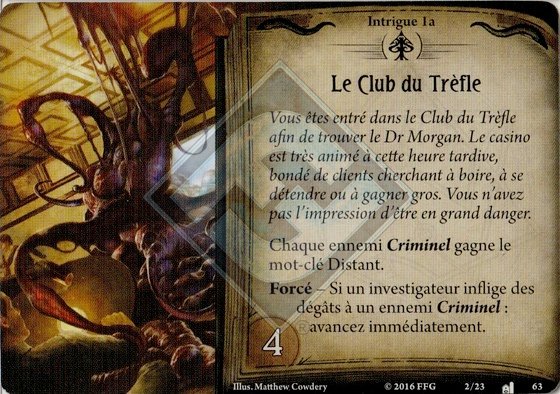 Intrigue 1a
Le Club du Trèfle
Vous êtes entré dans le Club du Trèfle
afin de trouver le Dr Morgan. Le casino
est très animé à cette heure tardive,
bondé de clients cherchant à boire, à se
détendre ou à gagner gros. Vous n'avez
pas l'impression d'être en grand danger.
Chaque ennemi Criminel gagne le
mot-clé Distant.
Forcé – Si un investigateur inflige des
dégâts à un ennemi Criminel :
avancez immédiatement.
4
Illus. Matthew Cowdery © 2016 FFG 2/23 63